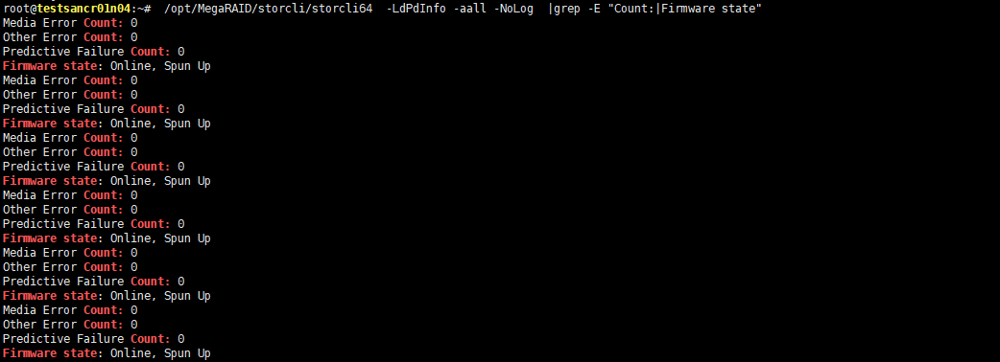 root@testsancr01n04:~#  /opt/MegaRAID/storcli/storcli64  -LdPdInfo -aall -NoLog  |grep -E "Count:|Firmware state"
Media Error Count: 0
Other Error Count: 0
Predictive Failure Count: 0
Firmware state: Online, Spun Up
Media Error Count: 0
Other Error Count: 0
Predictive Failure Count: 0
Firmware state: Online, Spun Up
Media Error Count: 0
Other Error Count: 0
Predictive Failure Count: 0
Firmware state: Online, Spun Up
Media Error Count: 0
Other Error Count: 0
Predictive Failure Count: 0
Firmware state: Online, Spun Up
Media Error Count: 0
Other Error Count: 0
Predictive Failure Count: 0
Firmware state: Online, Spun Up
Media Error Count: 0
Other Error Count: 0
Predictive Failure Count: 0
Firmware state: Online, Spun Up